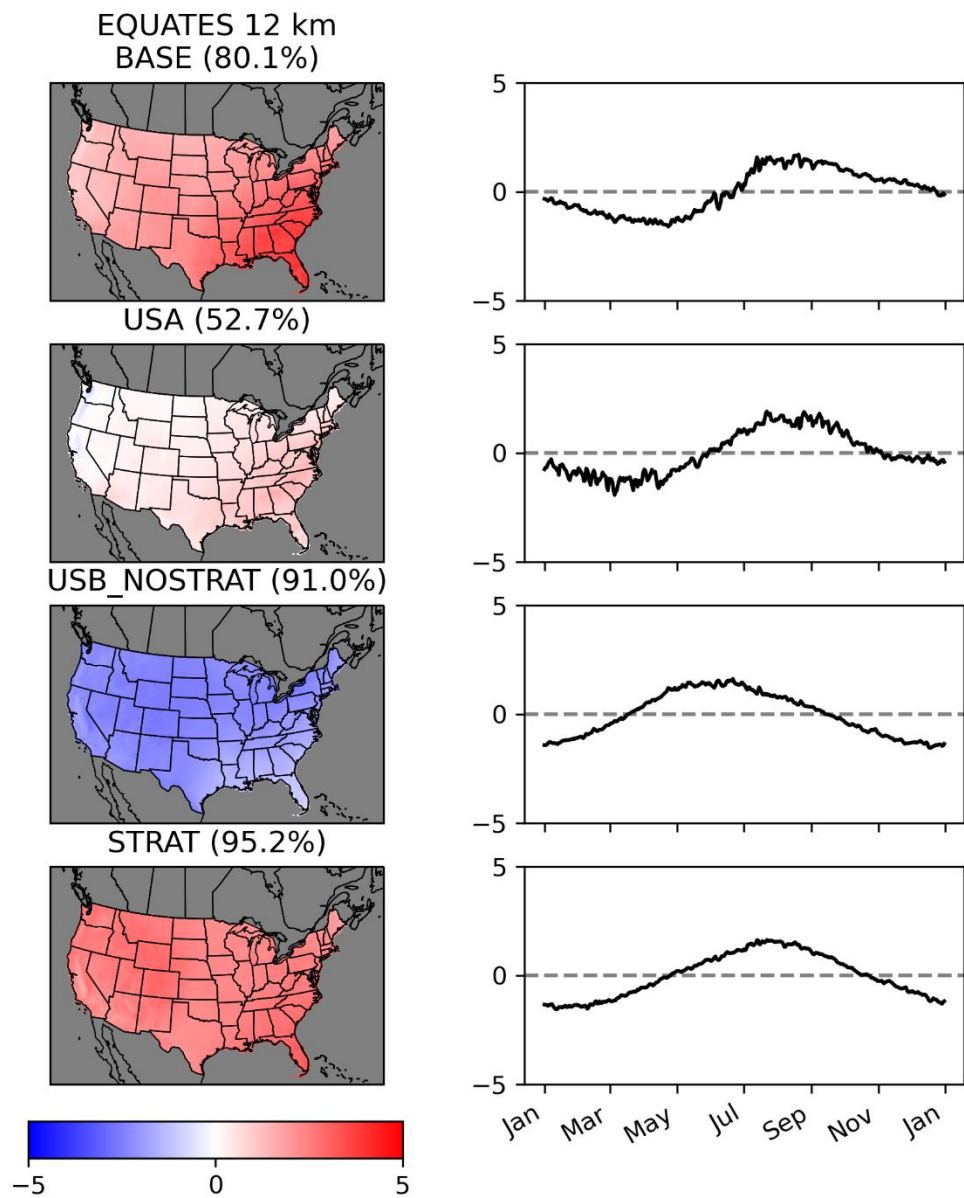 EQUATES 12 km
BASE (80.1%)
5
0
−5
USA (52.7%)
5
0
−5
USB_NOSTRAT (91.0%)
5
0
−5
STRAT (95.2%)
5
0
−5
Jan
Mar
May
Jul
Sep
Nov
Jan
−5
0
5